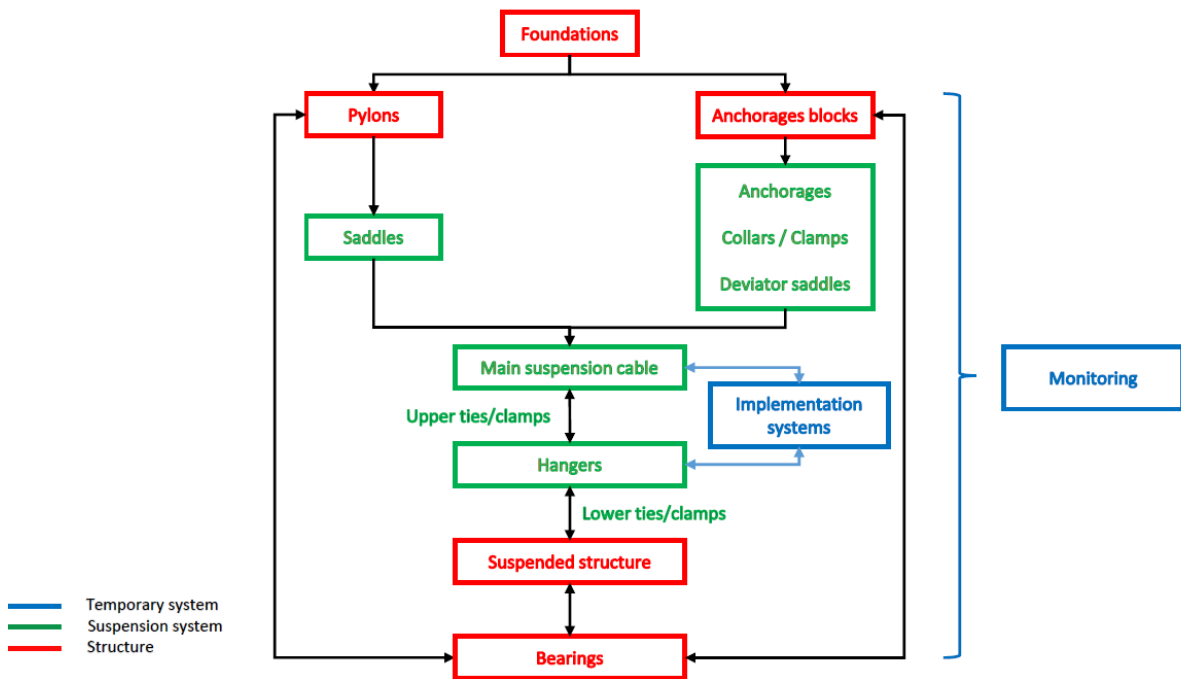 Foundations
Pylons
Anchorages blocks
Anchorages
Collars / Clamps
Deviator saddles
Saddles
Main suspension cable
Monitoring
Implementation
systems
Upper ties/clamps
Hangers
Lower ties/clamps
Suspended structure
Temporary system
Suspension system
Structure
Bearings